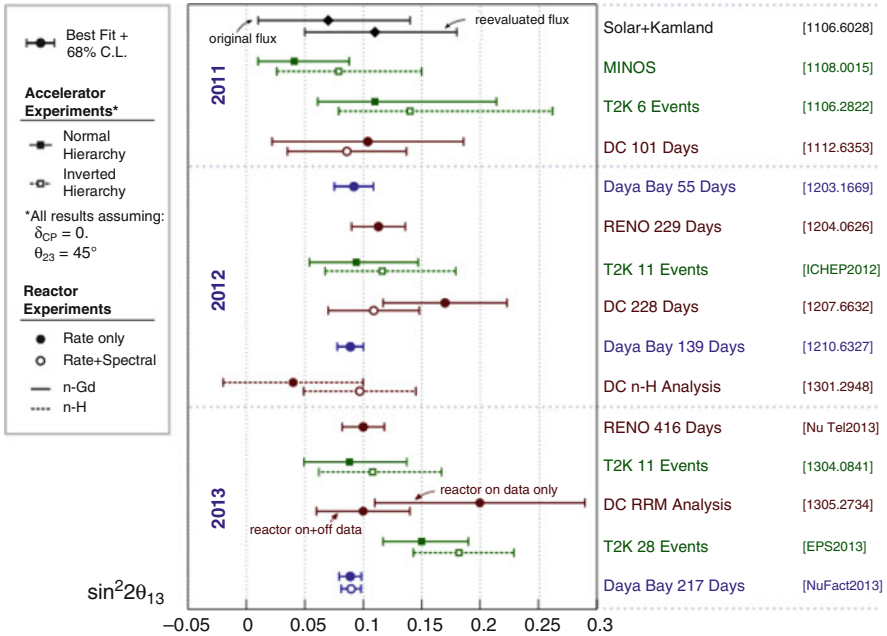 Best Fit +
68% C.L.
Accelerator
Experiments*
Normal
Hierarchy
Inverted
Hierarchy
*All results assuming:
δCP = 0.
θ23 = 45°
Reactor
Experiments
Rate only
Rate+Spectral
n-Gd
n-H
2011
original flux
reevaluated flux
Solar+Kamland [1106.6028]
MINOS [1108.0015]
T2K 6 Events [1106.2822]
DC 101 Days [1112.6353]
2012
Daya Bay 55 Days [1203.1669]
RENO 229 Days [1204.0626]
T2K 11 Events [ICHEP2012]
DC 228 Days [1207.6632]
Daya Bay 139 Days [1210.6327]
DC n-H Analysis [1301.2948]
2013
RENO 416 Days [Nu Tel2013]
T2K 11 Events [1304.0841]
reactor on data only
DC RRM Analysis [1305.2734]
reactor on+off data
T2K 28 Events [EPS2013]
Daya Bay 217 Days [NuFact2013]
sin²2θ13
−0.05 0 0.05 0.1 0.15 0.2 0.25 0.3